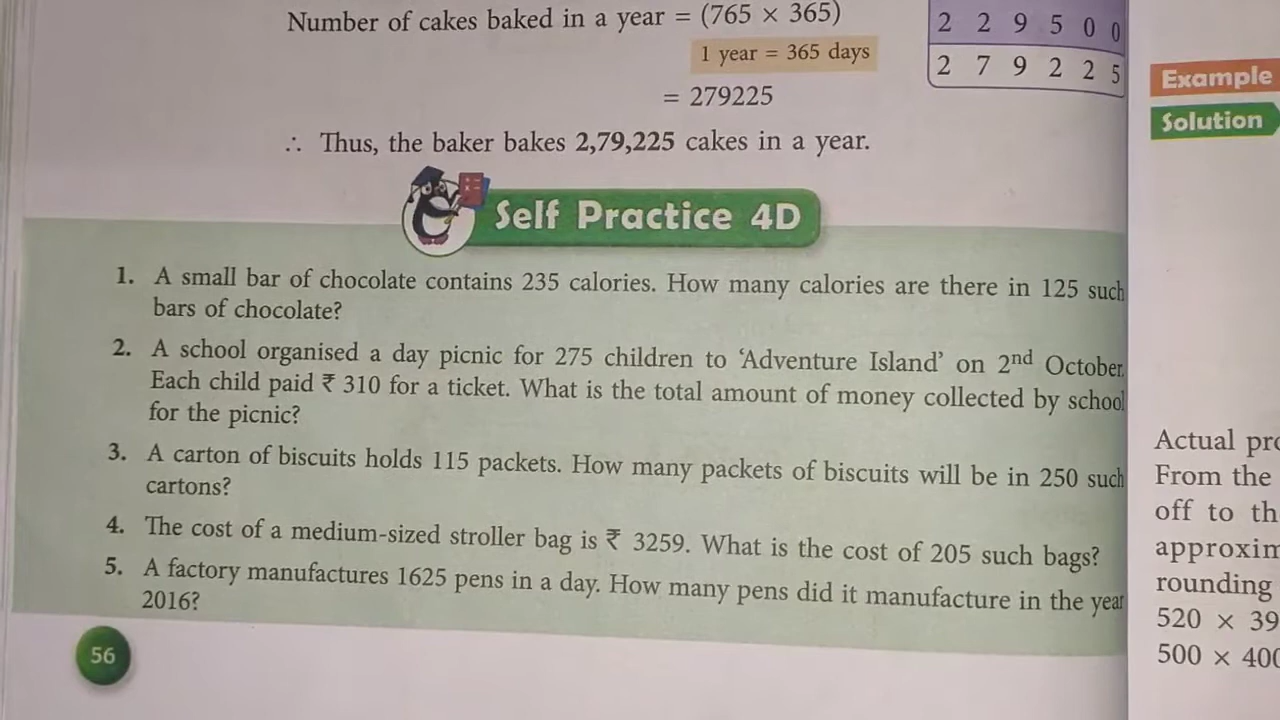 Number of cakes baked in a year = (765 × 365)
1 year = 365 days
= 279225
∴ Thus, the baker bakes 2,79,225 cakes in a year.
2 2 9 5 0 0
2 7 9 2 2 5
Self Practice 4D
1. A small bar of chocolate contains 235 calories. How many calories are there in 125 such
bars of chocolate?
2. A school organised a day picnic for 275 children to ‘Adventure Island’ on 2nd October.
Each child paid ₹ 310 for a ticket. What is the total amount of money collected by school
for the picnic?
3. A carton of biscuits holds 115 packets. How many packets of biscuits will be in 250 such
cartons?
4. The cost of a medium-sized stroller bag is ₹ 3259. What is the cost of 205 such bags?
5. A factory manufactures 1625 pens in a day. How many pens did it manufacture in the year
2016?
56
Example
Solution
Actual
From the
off to
rounding
520 × 39
500 × 400